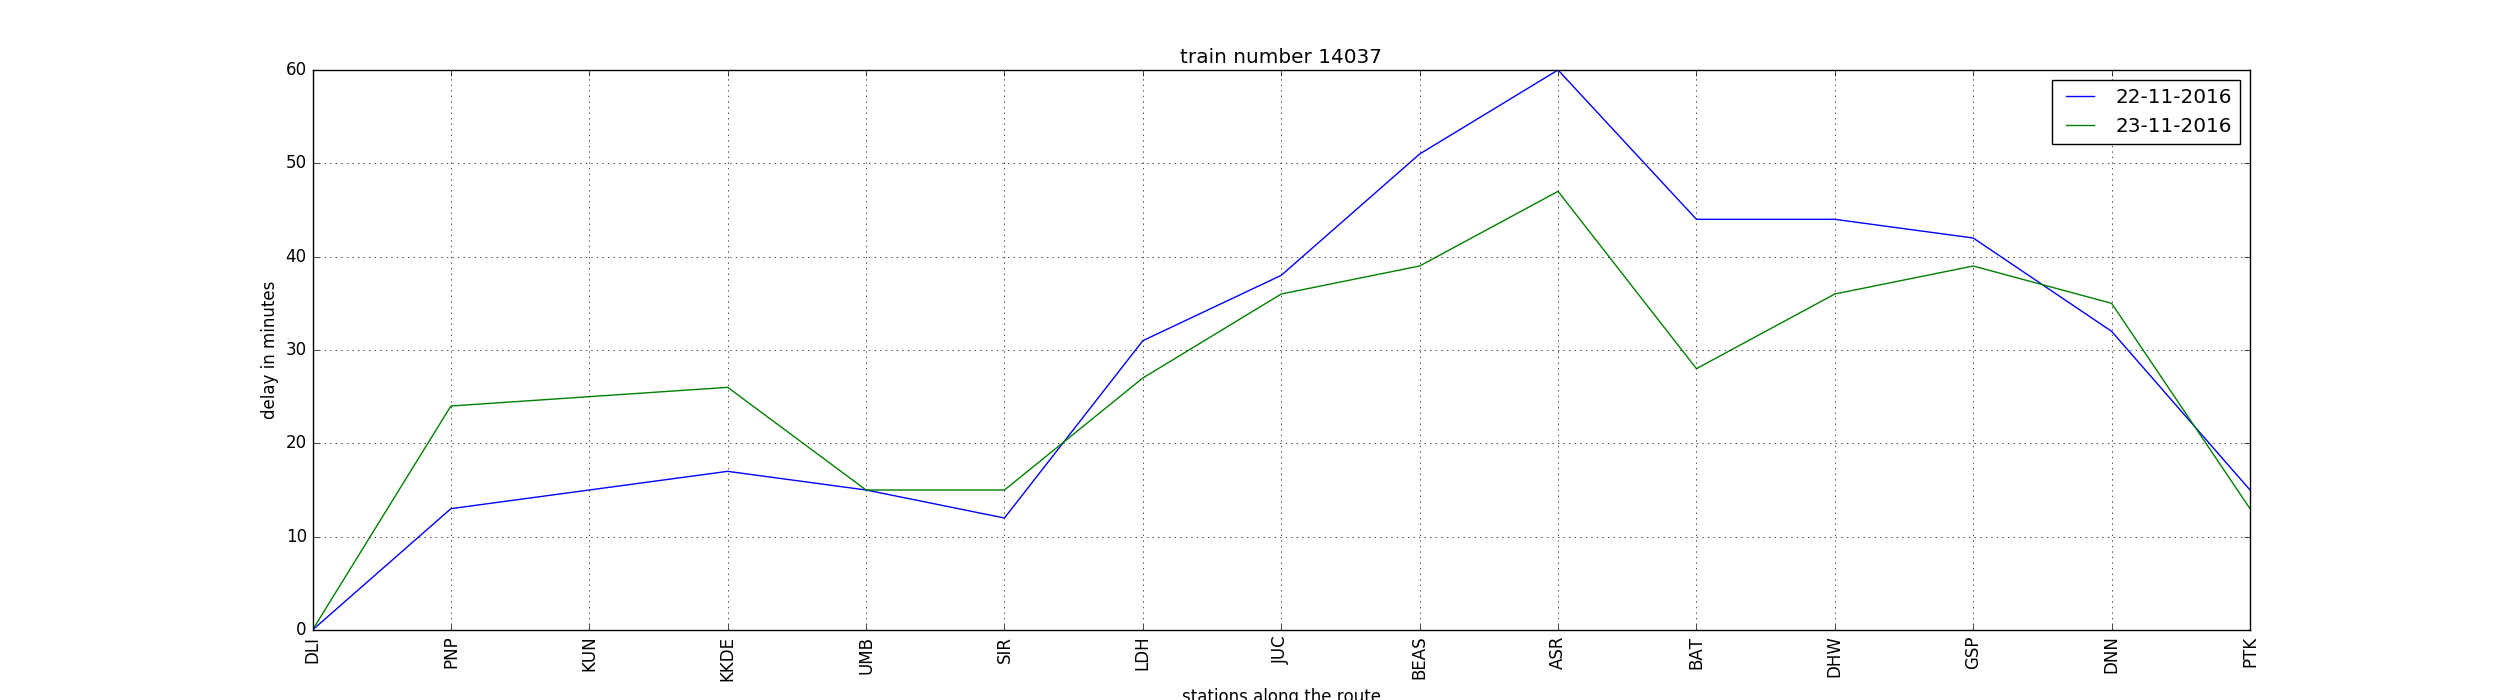 train number 14037
60
50
40
30
20
10
0
delay in minutes
22-11-2016
23-11-2016
DLI
PNP
KUN
KKDE
UMB
SIR
LDH
JUC
BEAS
ASR
BAT
DHW
GSP
DNN
PTK
stations along the route